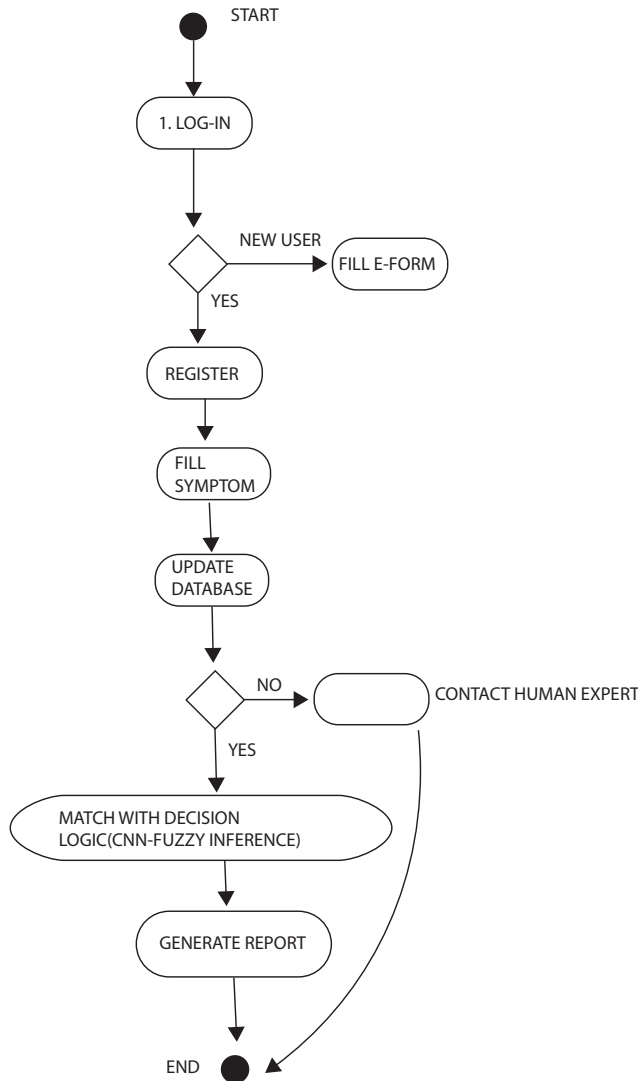 START
1. LOG-IN
NEW USER
FILL E-FORM
YES
REGISTER
FILL
SYMPTOM
UPDATE
DATABASE
NO
CONTACT HUMAN EXPERT
YES
MATCH WITH DECISION
LOGIC(CNN-FUZZY INFERENCE)
GENERATE REPORT
END